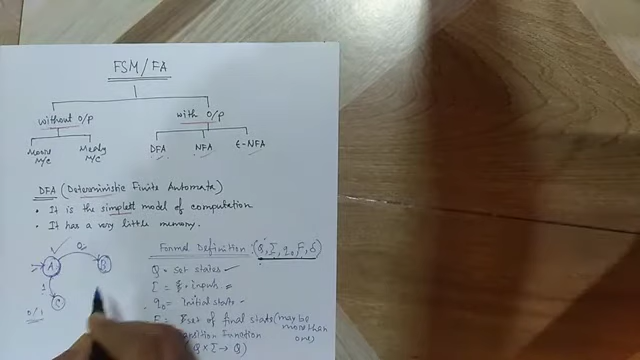 FSM/FA
without O/P
with O/P
Moore M/C
Mealy M/C
DFA
NFA
ε-NFA
DFA (Deterministic Finite Automata)
• It is the simplest model of computation
• It has a very little memory.
A
a
B
1
C
0/1
Formal Definition: (Q, Σ, q₀, F, δ)
Q = set states
Σ = inputs
q₀ = Initial state
F = set of final state (may be more than one)
Function
Q × Σ → Q)